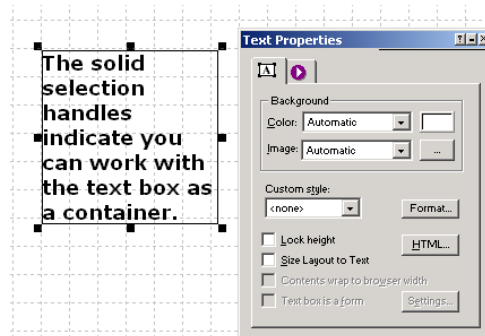 The solid
selection
handles
indicate you
can work with
the text box as
a container.
Text Properties
A
Background
Color: Automatic
Image: Automatic ...
Custom style:
<none> Format...
Lock height HTML...
Size Layout to Text
Contents wrap to browser width
Text box is a form Settings...